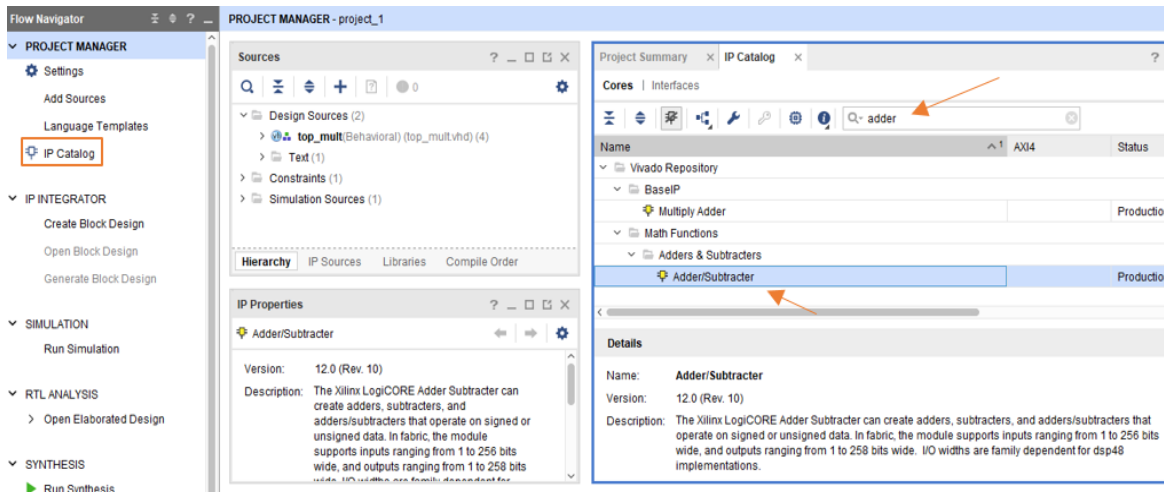 Flow Navigator
PROJECT MANAGER - project_1
PROJECT MANAGER
Settings
Add Sources
Language Templates
IP Catalog
IP INTEGRATOR
Create Block Design
Open Block Design
Generate Block Design
SIMULATION
Run Simulation
RTL ANALYSIS
Open Elaborated Design
SYNTHESIS
Run Synthesis
Sources
0
Design Sources (2)
top_mult(Behavioral) (top_mult.vhd) (4)
Text (1)
Constraints (1)
Simulation Sources (1)
Hierarchy IP Sources Libraries Compile Order
IP Properties
Adder/Subtracter
Version: 12.0 (Rev. 10)
Description: The Xilinx LogiCORE Adder Subtracter can
create adders, subtracters, and
adders/subtracters that operate on signed or
unsigned data. In fabric, the module
supports inputs ranging from 1 to 256 bits
wide, and outputs ranging from 1 to 258 bits
wide. I/O widths are family dependent for
Project Summary IP Catalog
Cores | Interfaces
adder
Name 1 AXI4 Status
Vivado Repository
BaseIP
Multiply Adder Productio
Math Functions
Adders & Subtracters
Adder/Subtracter Productio
Details
Name: Adder/Subtracter
Version: 12.0 (Rev. 10)
Description: The Xilinx LogiCORE Adder Subtracter can create adders, subtracters, and adders/subtracters that
operate on signed or unsigned data. In fabric, the module supports inputs ranging from 1 to 256 bits
wide, and outputs ranging from 1 to 258 bits wide. I/O widths are family dependent for dsp48
implementations.